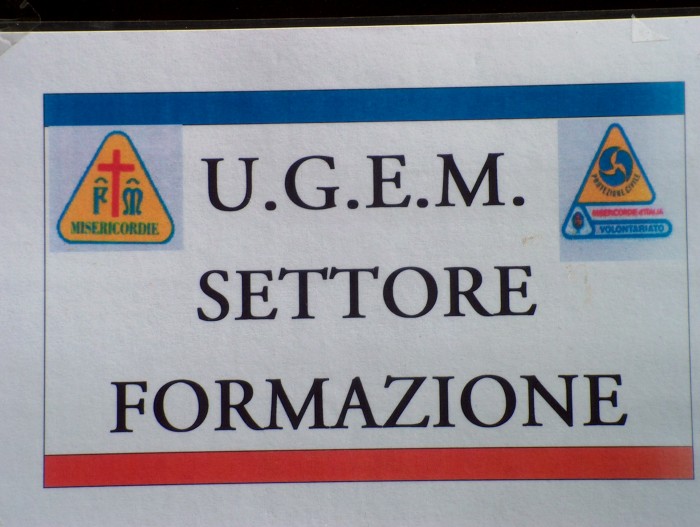 U.G.E.M.
SETTORE
FORMAZIONE
F M
MISERICORDIE
PROTEZIONE CIVILE
MISERICORDIE d'ITALIA
VOLONTARIATO